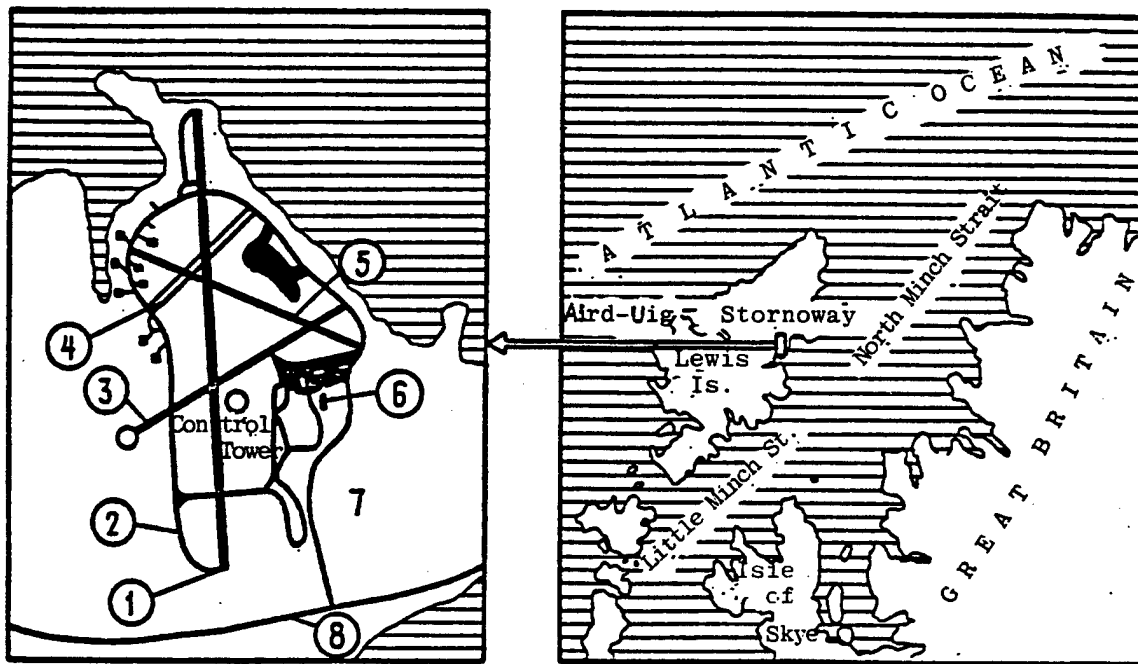 5
4
3
6
Control
Tower
7
2
1
8
ATLANTIC OCEAN
Aird-Uig
Stornoway
North Minch Strait
Lewis
Is.
Little Minch St.
GREAT BRITAIN
Isle
of
Skye